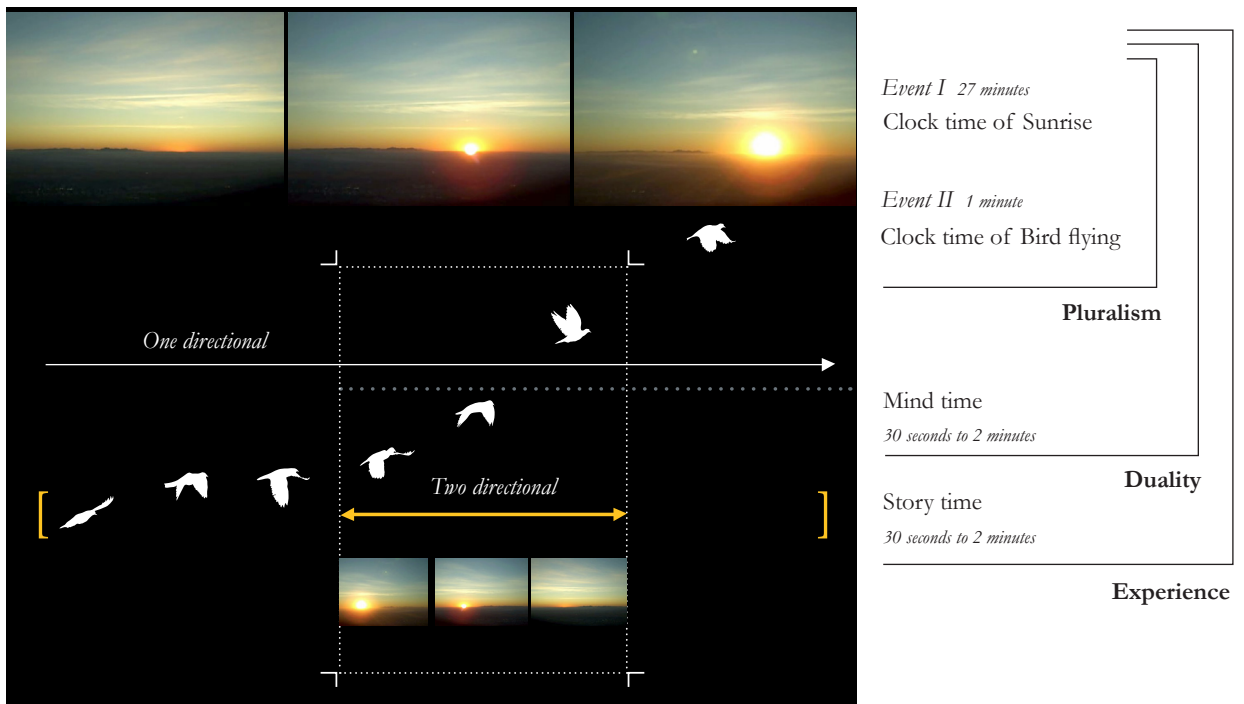 One directional
Two directional
Event I 27 minutes
Clock time of Sunrise
Event II 1 minute
Clock time of Bird flying
Pluralism
Mind time
30 seconds to 2 minutes
Duality
Story time
30 seconds to 2 minutes
Experience